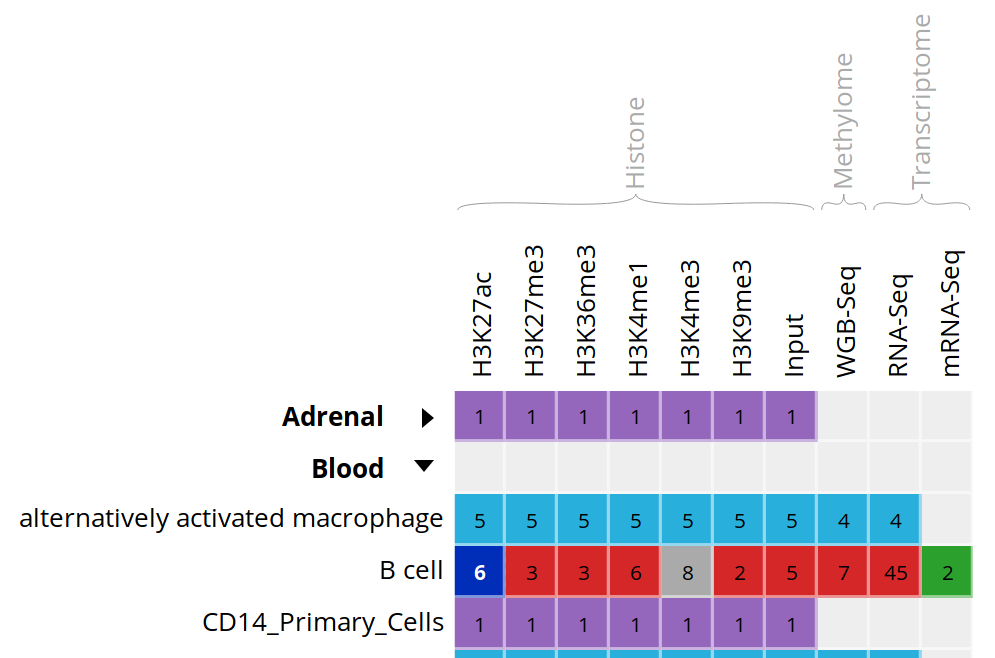 Histone Methylome Transcriptome
H3K27ac H3K27me3 H3K36me3 H3K4me1 H3K4me3 H3K9me3 Input WGB-Seq RNA-Seq mRNA-Seq
Adrenal 1 1 1 1 1 1 1
Blood
alternatively activated macrophage 5 5 5 5 5 5 5 4 4
B cell 6 3 3 6 8 2 5 7 45 2
CD14_Primary_Cells 1 1 1 1 1 1 1